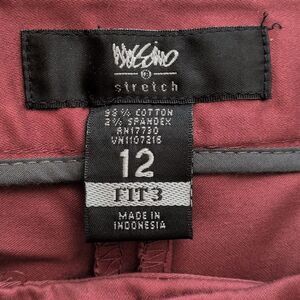 Mossimo
stretch
98% COTTON
2% SPANDEX
RN17730
VN1107216
12
FIT 3
MADE IN
INDONESIA